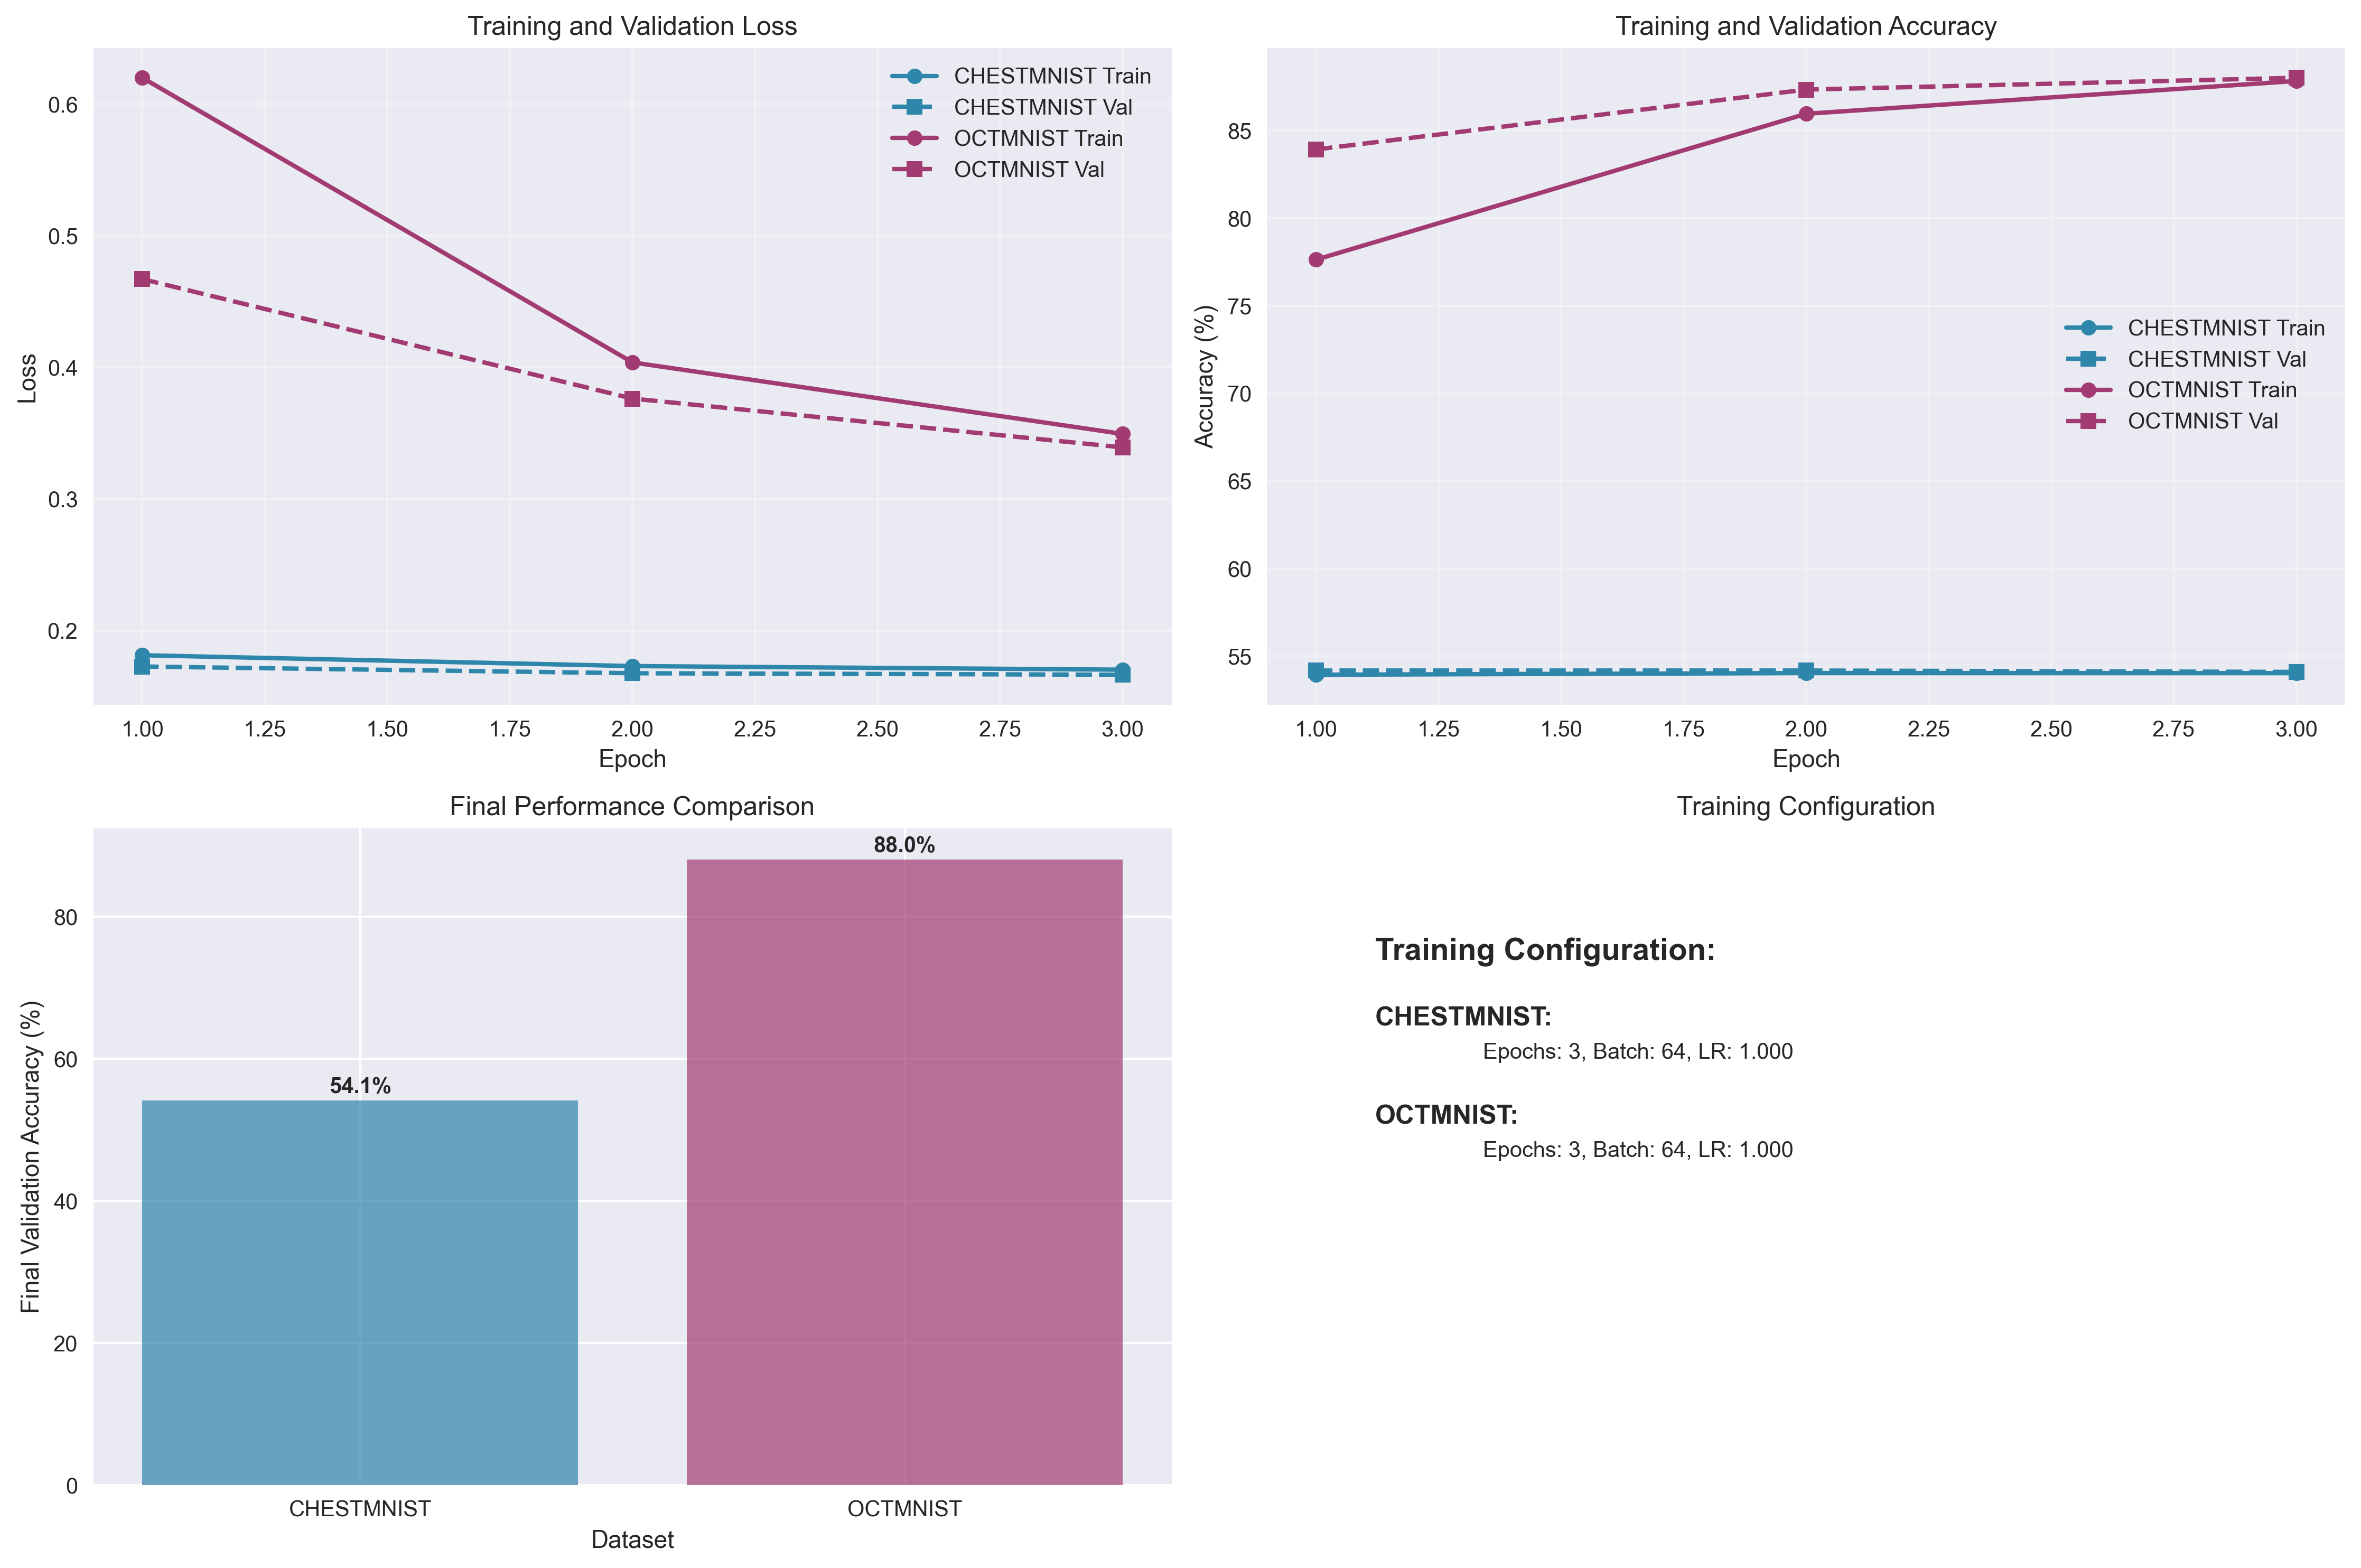 Training and Validation Loss
Loss
0.6
0.5
0.4
0.3
0.2
CHESTMNIST Train
CHESTMNIST Val
OCTMNIST Train
OCTMNIST Val
1.00 1.25 1.50 1.75 2.00 2.25 2.50 2.75 3.00
Epoch
Training and Validation Accuracy
Accuracy (%)
85
80
75
70
65
60
55
CHESTMNIST Train
CHESTMNIST Val
OCTMNIST Train
OCTMNIST Val
1.00 1.25 1.50 1.75 2.00 2.25 2.50 2.75 3.00
Epoch
Final Performance Comparison
Final Validation Accuracy (%)
80
60
40
20
0
54.1%
88.0%
CHESTMNIST OCTMNIST
Dataset
Training Configuration
Training Configuration:
CHESTMNIST:
Epochs: 3, Batch: 64, LR: 1.000
OCTMNIST:
Epochs: 3, Batch: 64, LR: 1.000